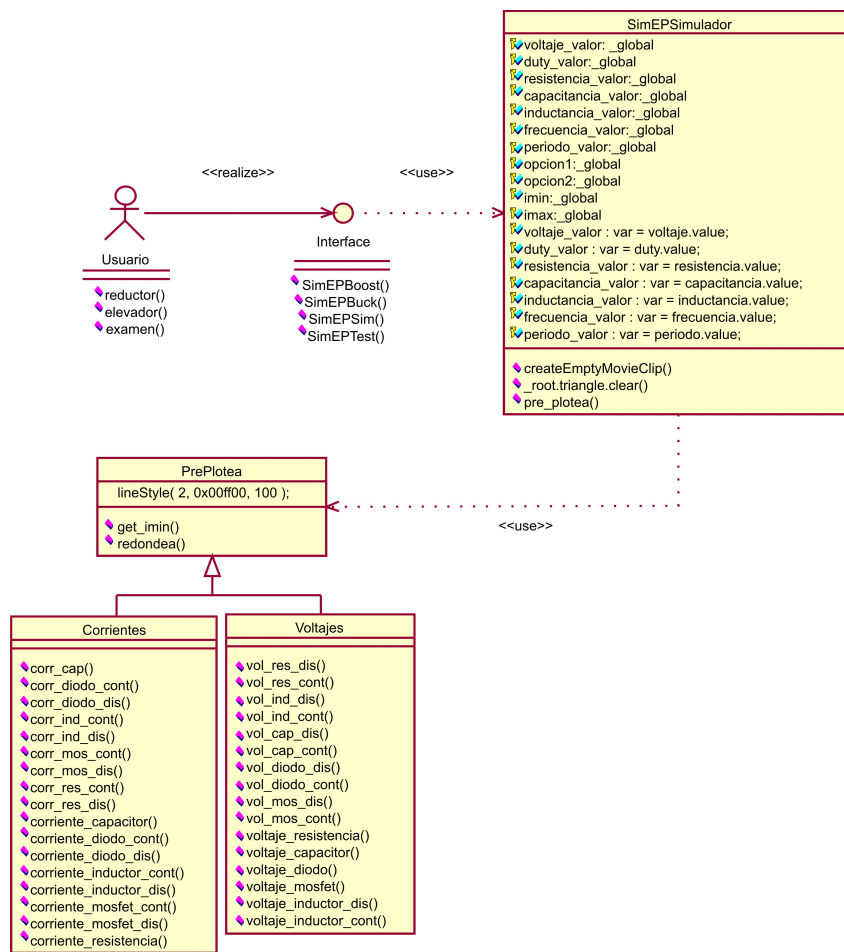 SimEPSimulador
voltaje_valor: _global
duty_valor:_global
resistencia_valor:_global
capacitancia_valor:_global
inductancia_valor:_global
frecuencia_valor:_global
periodo_valor:_global
opcion1:_global
opcion2:_global
imin:_global
imax:_global
voltaje_valor : var = voltaje.value;
duty_valor : var = duty.value;
resistencia_valor : var = resistencia.value;
capacitancia_valor : var = capacitancia.value;
inductancia_valor : var = inductancia.value;
frecuencia_valor : var = frecuencia.value;
periodo_valor : var = periodo.value;
createEmptyMovieClip()
_root.triangle.clear()
pre_plotea()
<<realize>>
<<use>>
Usuario
reductor()
elevador()
examen()
Interface
SimEPBoost()
SimEPBuck()
SimEPSim()
SimEPTest()
PrePlotea
lineStyle( 2, 0x00ff00, 100 );
get_imin()
redondea()
<<use>>
Corrientes
corr_cap()
corr_diodo_cont()
corr_diodo_dis()
corr_ind_cont()
corr_ind_dis()
corr_mos_cont()
corr_mos_dis()
corr_res_cont()
corr_res_dis()
corriente_capacitor()
corriente_diodo_cont()
corriente_diodo_dis()
corriente_inductor_cont()
corriente_inductor_dis()
corriente_mosfet_cont()
corriente_mosfet_dis()
corriente_resistencia()
Voltajes
vol_res_dis()
vol_res_cont()
vol_ind_dis()
vol_ind_cont()
vol_cap_dis()
vol_cap_cont()
vol_diodo_dis()
vol_diodo_cont()
vol_mos_dis()
vol_mos_cont()
voltaje_resistencia()
voltaje_capacitor()
voltaje_diodo()
voltaje_mosfet()
voltaje_inductor_dis()
voltaje_inductor_cont()